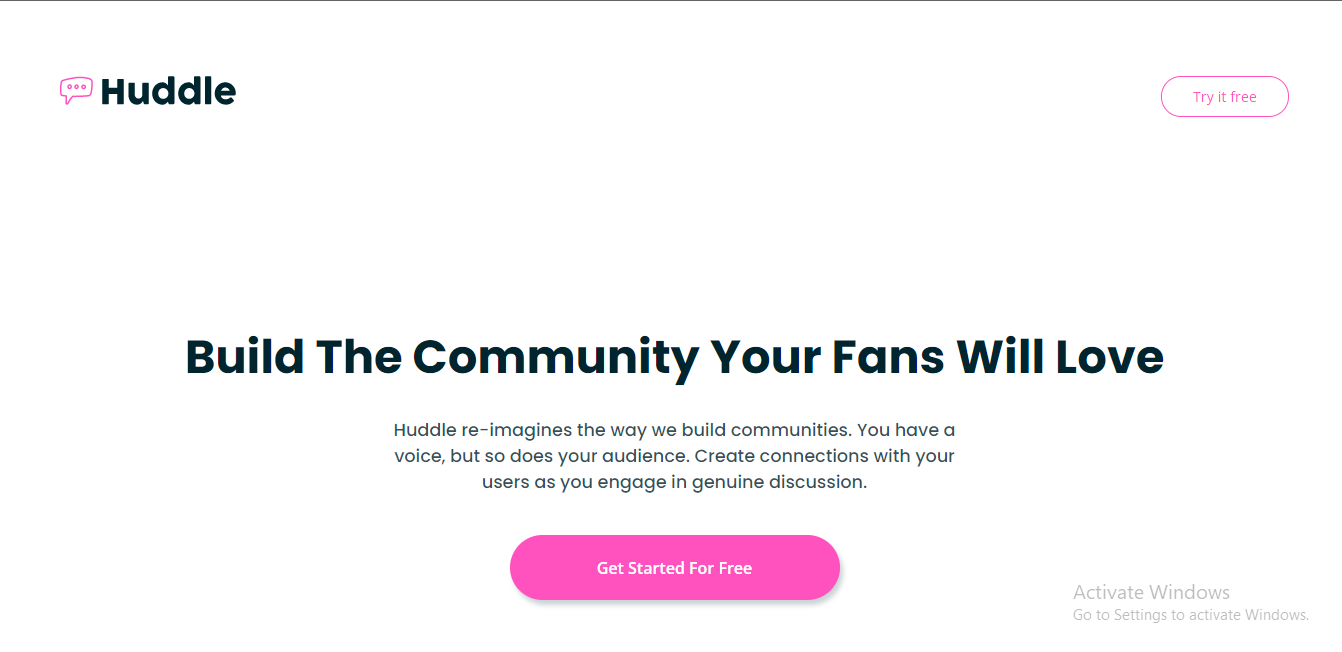 Huddle
Try it free
Build The Community Your Fans Will Love
Huddle re-imagines the way we build communities. You have a
voice, but so does your audience. Create connections with your
users as you engage in genuine discussion.
Get Started For Free
Activate Windows
Go to Settings to activate Windows.